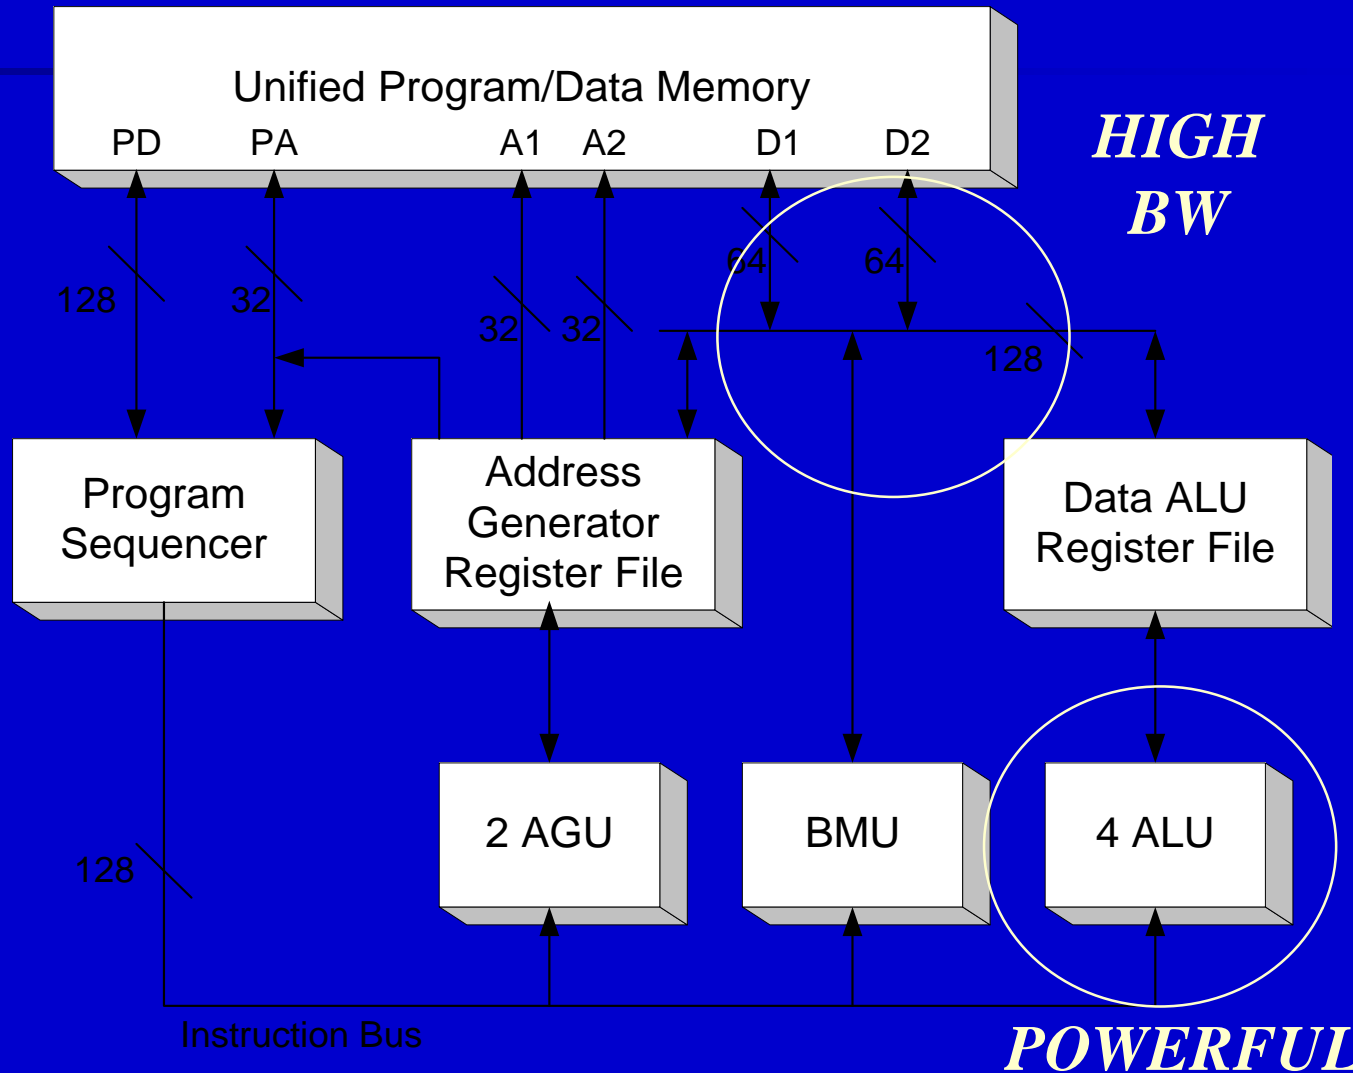 Unified Program/Data Memory
PD PA A1 A2 D1 D2
HIGH
BW
64 64
128 32 32 32
128
Program
Sequencer
Address
Generator
Register File
Data ALU
Register File
2 AGU BMU 4 ALU
128
Instruction Bus
POWERFUL